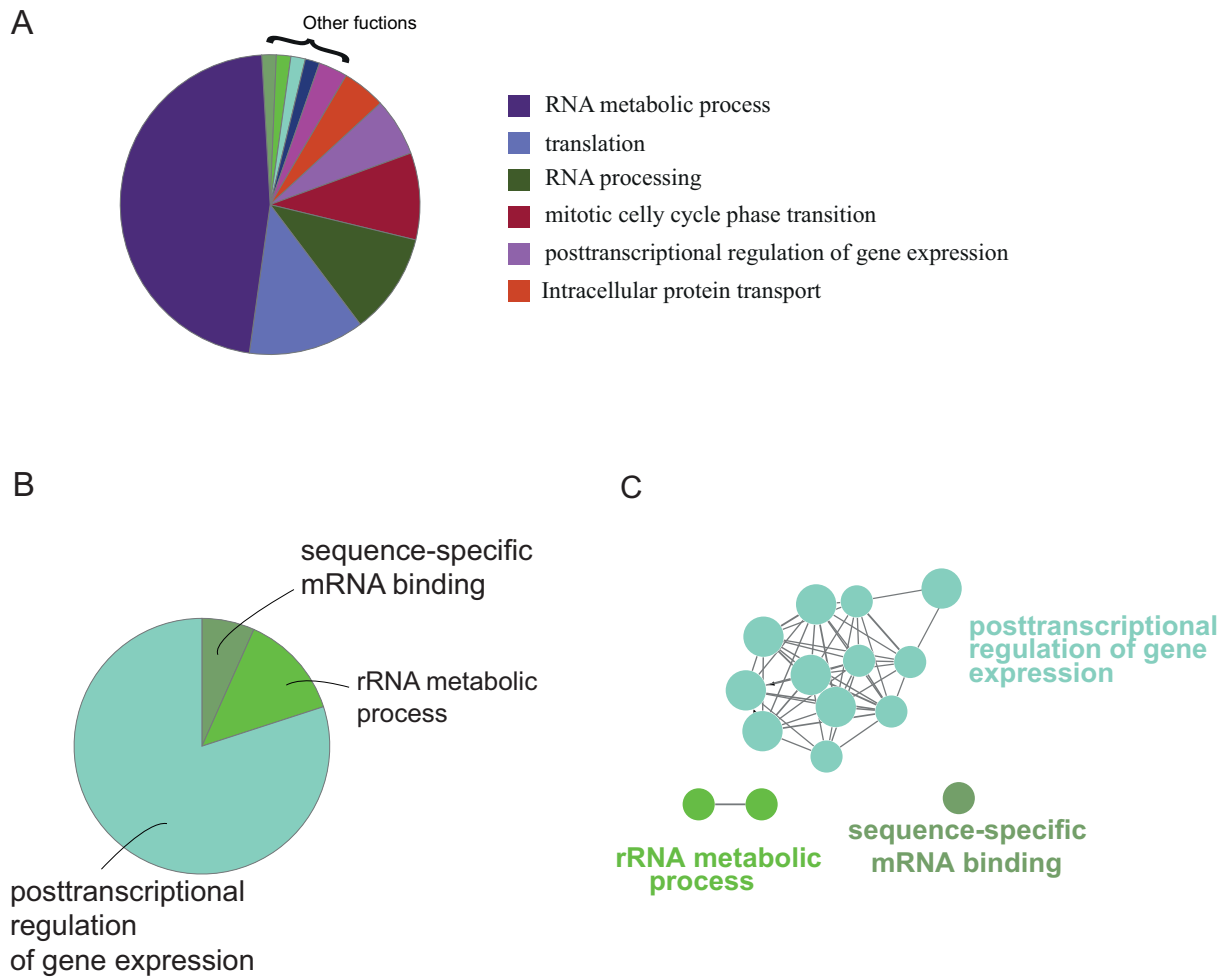 A
Other fuctions
RNA metabolic process
translation
RNA processing
mitotic celly cycle phase transition
posttranscriptional regulation of gene expression
Intracellular protein transport
B
sequence-specific
mRNA binding
rRNA metabolic
process
posttranscriptional
regulation
of gene expression
C
posttranscriptional
regulation of gene
expression
rRNA metabolic
process
sequence-specific
mRNA binding